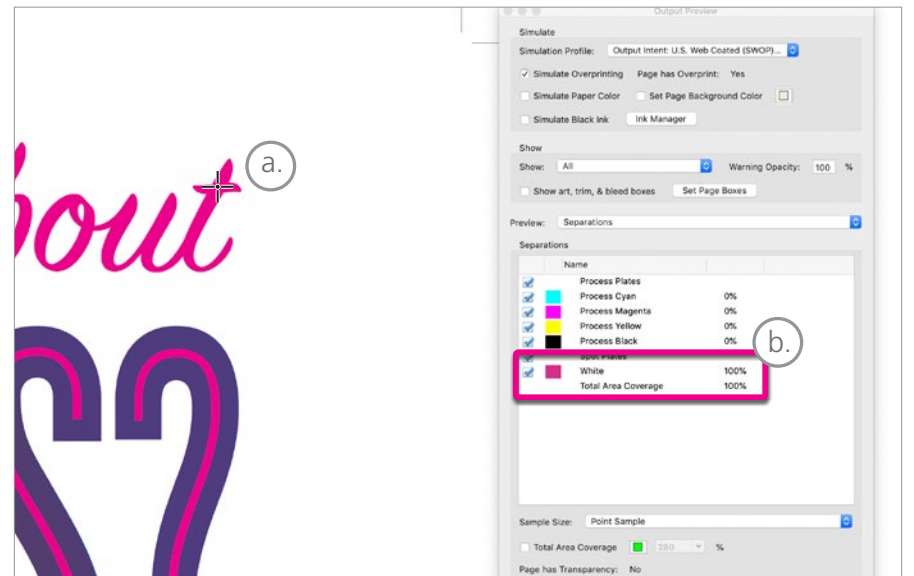 Output Preview
Simulate
Simulation Profile: Output Intent: U.S. Web Coated (SWOP)...
Simulate Overprinting Page has Overprint: Yes
Simulate Paper Color Set Page Background Color
Simulate Black Ink Ink Manager
Show
Show: All Warning Opacity: 100 %
Show art, trim, & bleed boxes Set Page Boxes
Preview: Separations
Separations
Name
Process Plates
Process Cyan 0%
Process Magenta 0%
Process Yellow 0%
Process Black 0%
Spot Plates
White 100%
Total Area Coverage 100%
Sample Size: Point Sample
Total Area Coverage 280 %
Page has Transparency: No
a.
bout
b.